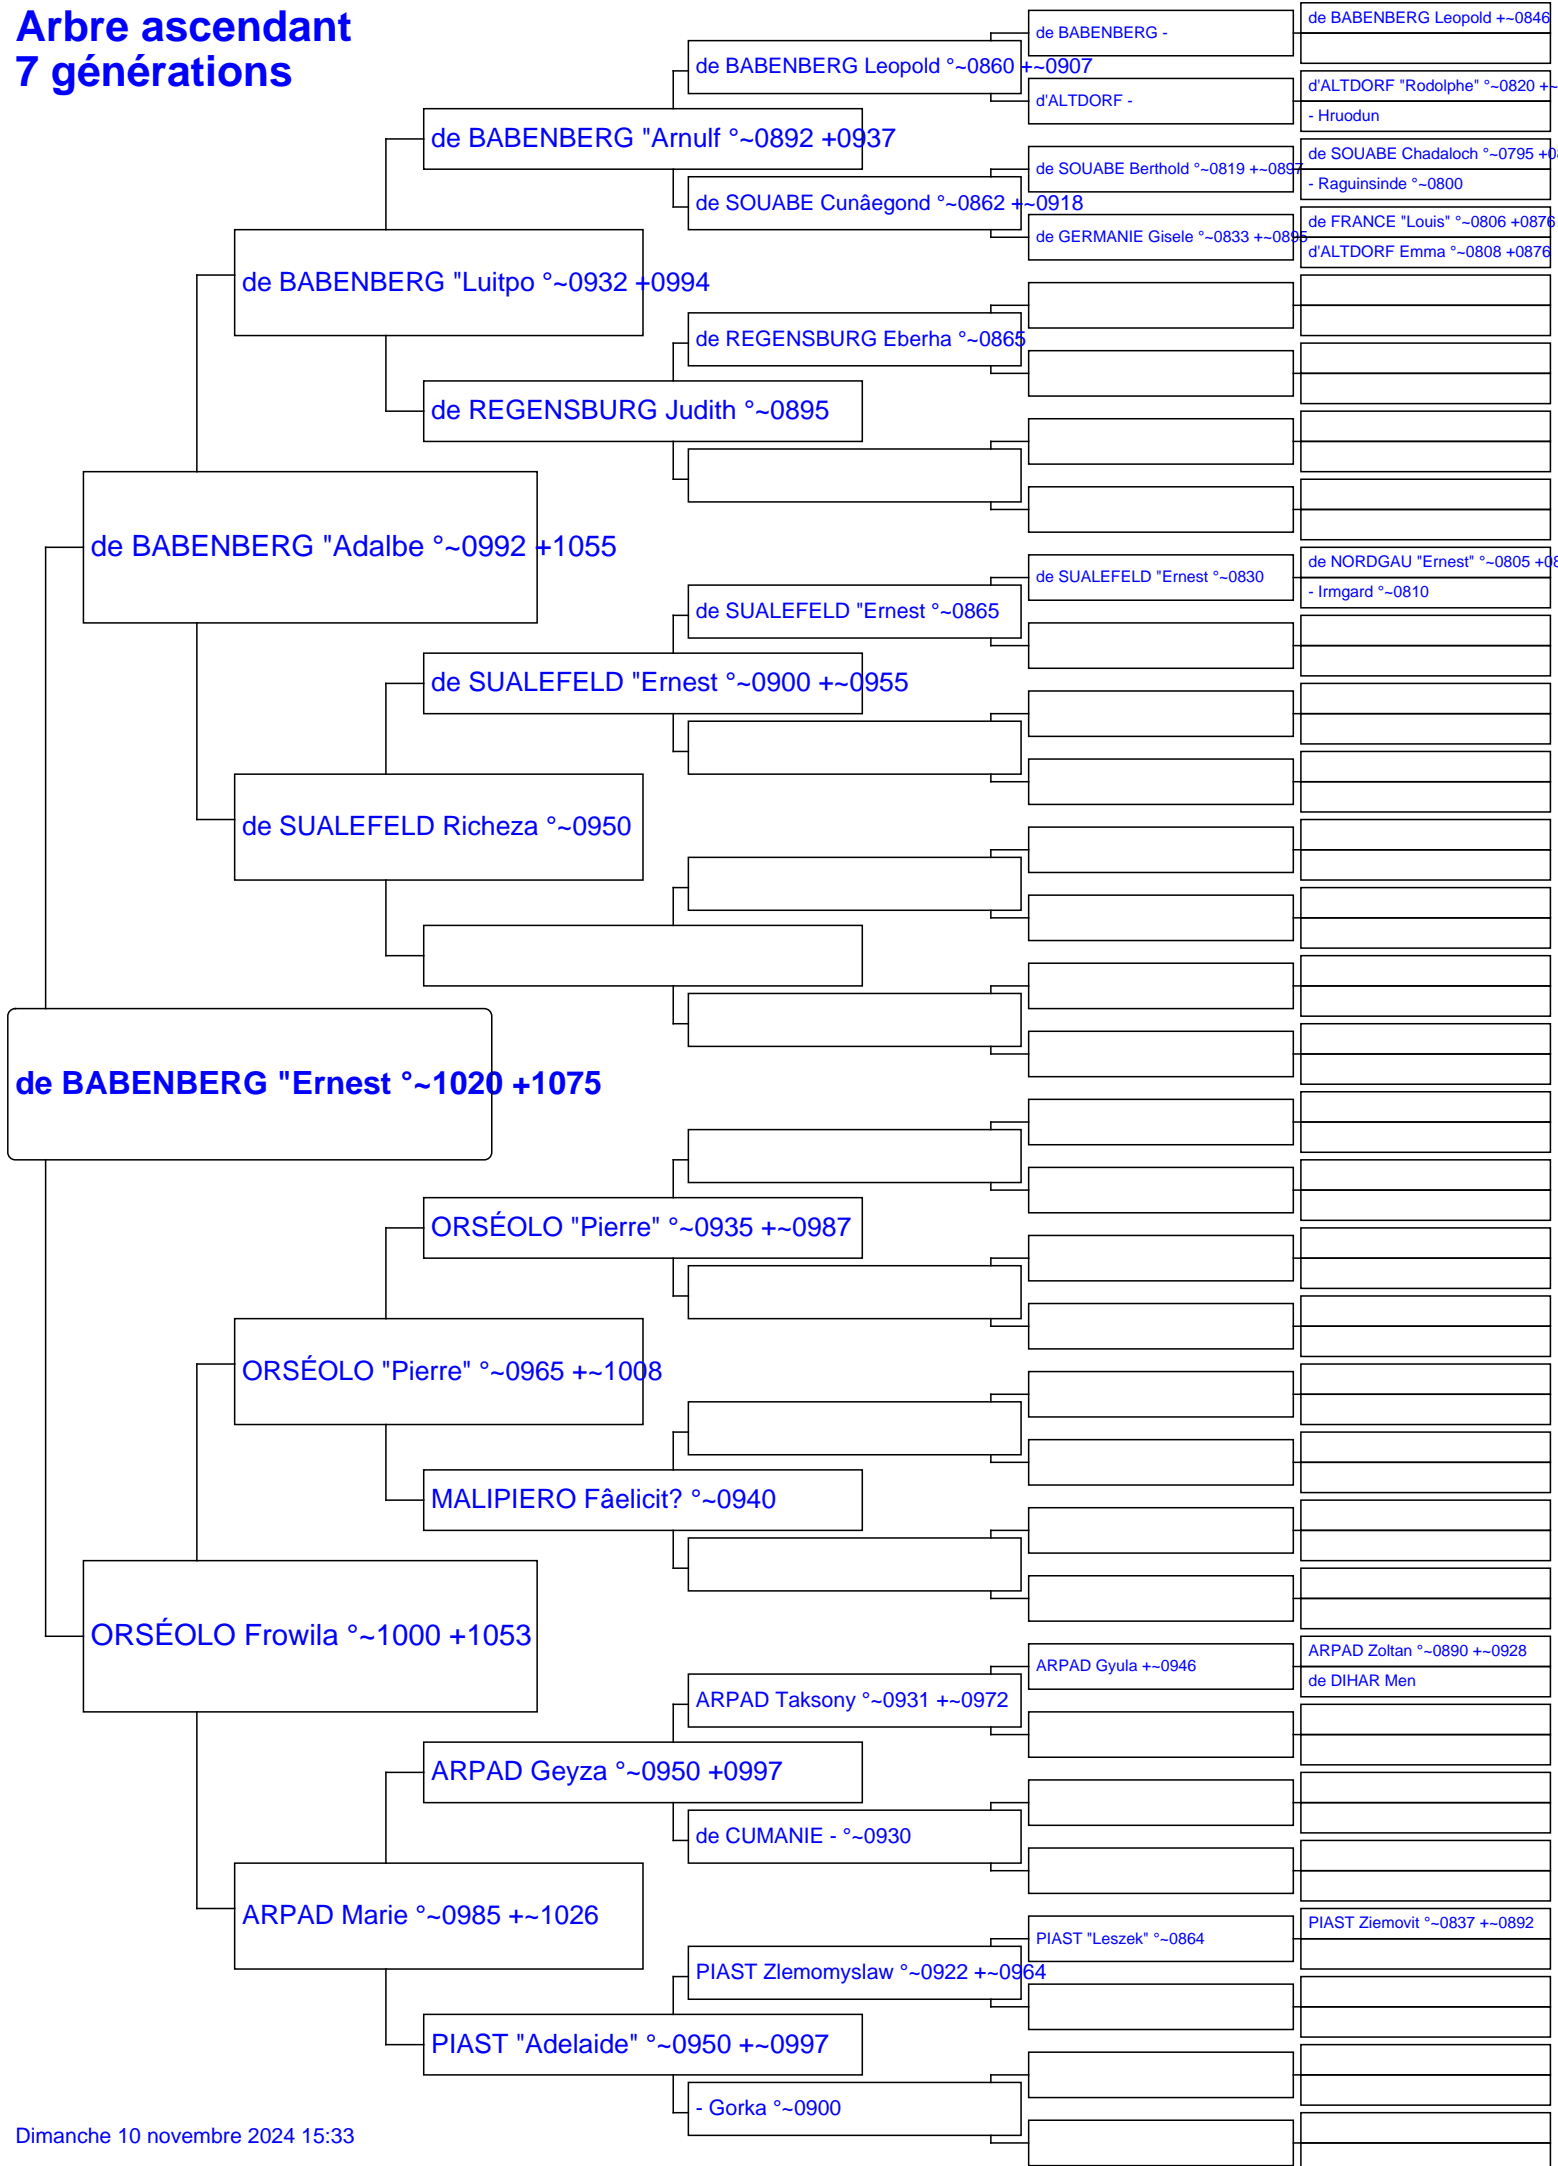 Arbre ascendant
7 générations
de BABENBERG Leopold +~0846
de BABENBERG -
de BABENBERG Leopold °~0860 +~0907
d'ALTDORF "Rodolphe" °~0820 +~
d'ALTDORF -
- Hruodun
de BABENBERG "Arnulf °~0892 +0937
de SOUABE Chadaloch °~0795 +08
de SOUABE Berthold °~0819 +~0897
- Raguinsinde °~0800
de SOUABE Cunâegond °~0862 +~0918
de FRANCE "Louis" °~0806 +0876
de GERMANIE Gisele °~0833 +~0895
d'ALTDORF Emma °~0808 +0876
de BABENBERG "Luitpo °~0932 +0994
de REGENSBURG Eberha °~0865
de REGENSBURG Judith °~0895
de BABENBERG "Adalbe °~0992 +1055
de NORDGAU "Ernest" °~0805 +08
de SUALEFELD "Ernest °~0830
- Irmgard °~0810
de SUALEFELD "Ernest °~0865
de SUALEFELD "Ernest °~0900 +~0955
de SUALEFELD Richeza °~0950
de BABENBERG "Ernest °~1020 +1075
ORSÉOLO "Pierre" °~0935 +~0987
ORSÉOLO "Pierre" °~0965 +~1008
MALIPIERO Fâelicit? °~0940
ORSÉOLO Frowila °~1000 +1053
ARPAD Zoltan °~0890 +~0928
ARPAD Gyula +~0946
de DIHAR Men
ARPAD Taksony °~0931 +~0972
ARPAD Geyza °~0950 +0997
de CUMANIE - °~0930
ARPAD Marie °~0985 +~1026
PIAST Ziemovit °~0837 +~0892
PIAST "Leszek" °~0864
PIAST Zlemomyslaw °~0922 +~0964
PIAST "Adelaide" °~0950 +~0997
- Gorka °~0900
Dimanche 10 novembre 2024 15:33